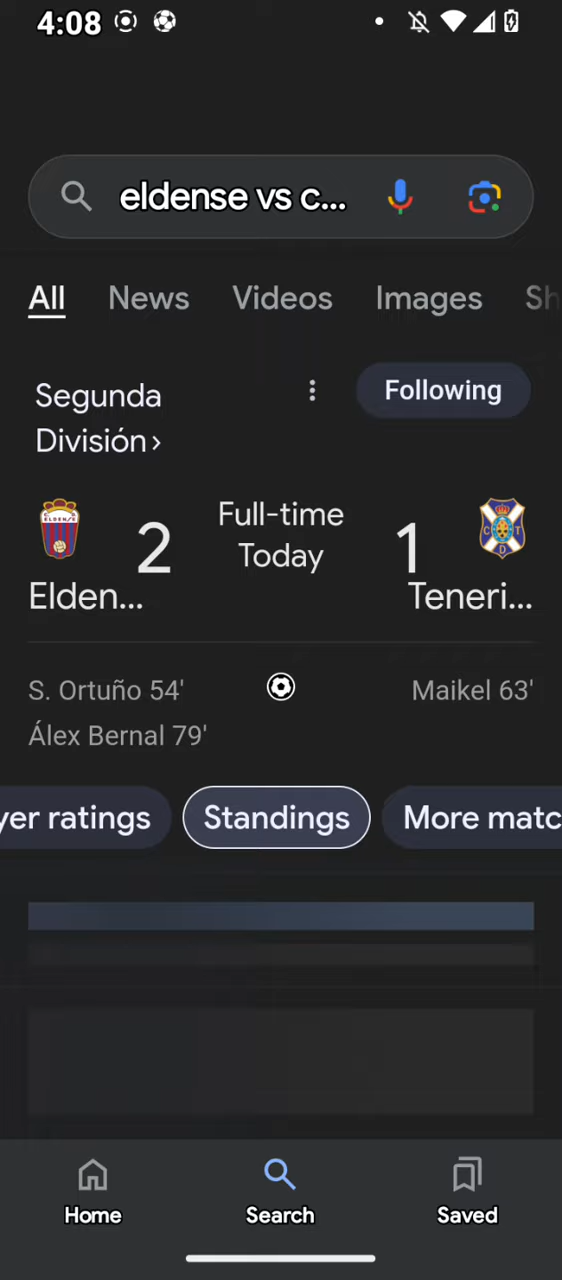 4:08
eldense vs c...
All News Videos Images Sh
Segunda
División ›
Following
Full-time
Today
2
1
Elden...
Teneri...
S. Ortuño 54'
Álex Bernal 79'
Maikel 63'
yer ratings Standings More matc
Home Search Saved